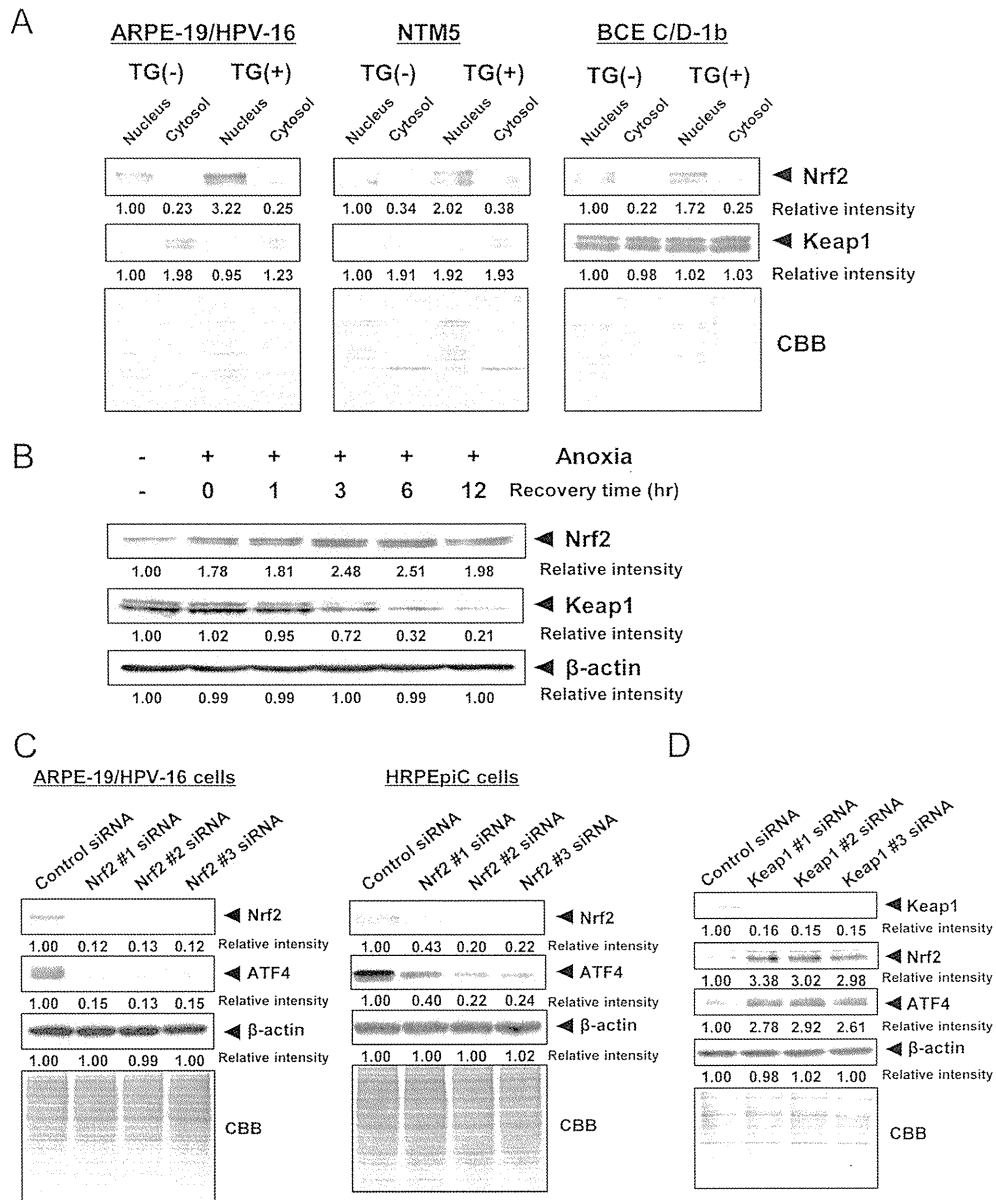 A
ARPE-19/HPV-16 NTM5 BCE C/D-1b
TG(-) TG(+) TG(-) TG(+) TG(-) TG(+)
Nucleus Cytosol Nucleus Cytosol Nucleus Cytosol Nucleus Cytosol Nucleus Cytosol Nucleus Cytosol
Nrf2
1.00 0.23 3.22 0.25 1.00 0.34 2.02 0.38 1.00 0.22 1.72 0.25 Relative intensity
Keap1
1.00 1.98 0.95 1.23 1.00 1.91 1.92 1.93 1.00 0.98 1.02 1.03 Relative intensity
CBB
B
- + + + + + Anoxia
- 0 1 3 6 12 Recovery time (hr)
Nrf2
1.00 1.78 1.81 2.48 2.51 1.98 Relative intensity
Keap1
1.00 1.02 0.95 0.72 0.32 0.21 Relative intensity
β-actin
1.00 0.99 0.99 1.00 0.99 1.00 Relative intensity
C
ARPE-19/HPV-16 cells
Control siRNA Nrf2 #1 siRNA Nrf2 #2 siRNA Nrf2 #3 siRNA
Nrf2
1.00 0.12 0.13 0.12 Relative intensity
ATF4
1.00 0.15 0.13 0.15 Relative intensity
β-actin
1.00 1.00 0.99 1.00 Relative intensity
CBB
HRPEpiC cells
Control siRNA Nrf2 #1 siRNA Nrf2 #2 siRNA Nrf2 #3 siRNA
Nrf2
1.00 0.43 0.20 0.22 Relative intensity
ATF4
1.00 0.40 0.22 0.24 Relative intensity
β-actin
1.00 1.00 1.00 1.02 Relative intensity
CBB
D
Control siRNA Keap1 #1 siRNA Keap1 #2 siRNA Keap1 #3 siRNA
Keap1
1.00 0.16 0.15 0.15 Relative intensity
Nrf2
1.00 3.38 3.02 2.98 Relative intensity
ATF4
1.00 2.78 2.92 2.61 Relative intensity
β-actin
1.00 0.98 1.02 1.00 Relative intensity
CBB